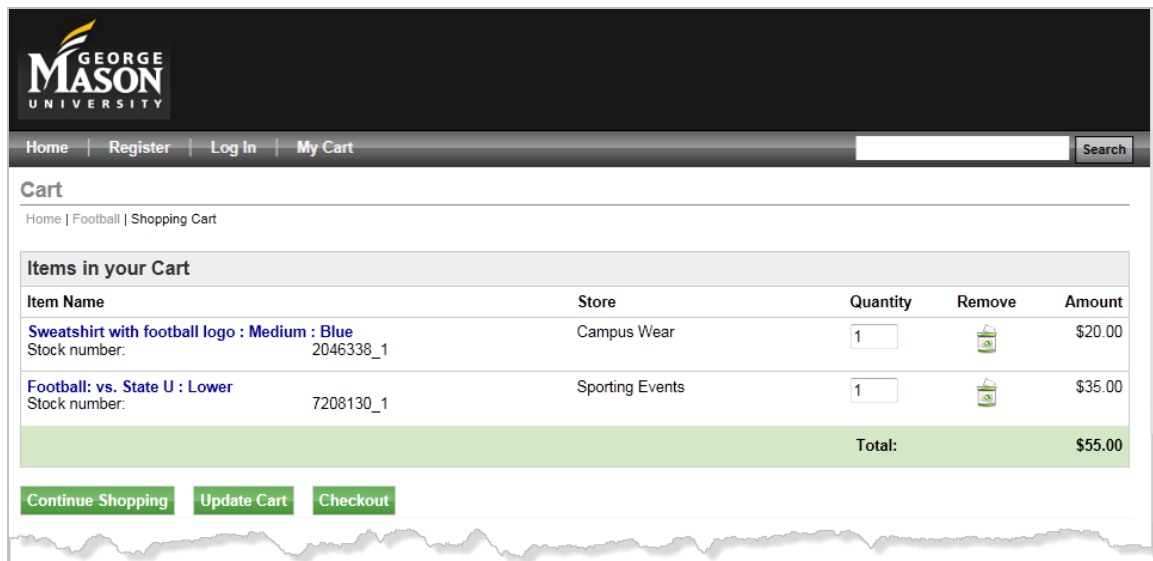 GEORGE
MASON
UNIVERSITY
Home | Register | Log In | My Cart Search
Cart
Home | Football | Shopping Cart
Items in your Cart
Item Name Store Quantity Remove Amount
Sweatshirt with football logo : Medium : Blue Campus Wear 1 $20.00
Stock number: 2046338_1
Football: vs. State U : Lower Sporting Events 1 $35.00
Stock number: 7208130_1
Total: $55.00
Continue Shopping Update Cart Checkout